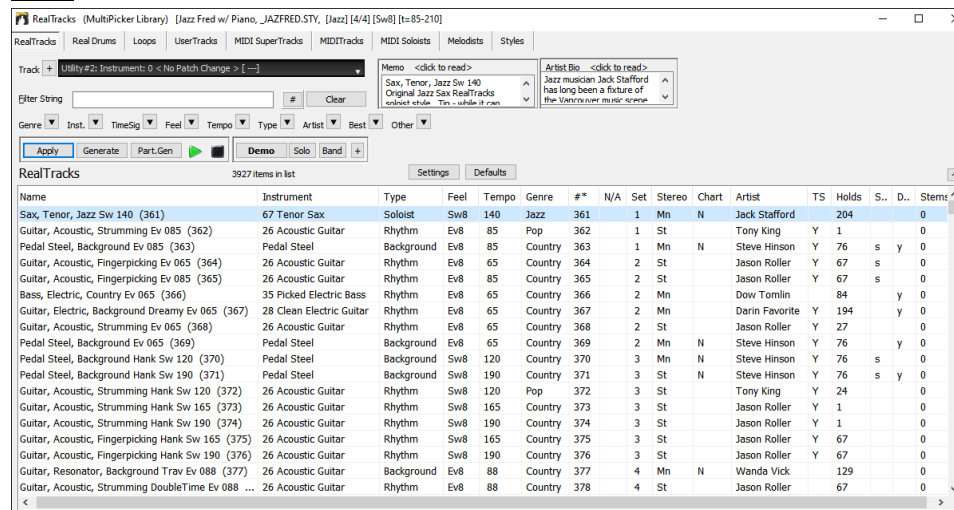 RealTracks (MultiPicker Library) [Jazz Fred w/ Piano, _JAZFRED.STY, [Jazz] [4/4] [Sw8] [t=85-210]
RealTracks Real Drums Loops UserTracks MIDI SuperTracks MIDITracks MIDI Soloists Melodists Styles
Track + Utility#2: Instrument: 0 < No Patch Change > [ ---]
Memo <click to read>
Sax, Tenor, Jazz Sw 140
Original Jazz Sax RealTracks
soloist style. Tip - while it can
Artist Bio <click to read>
Jazz musician Jack Stafford
has long been a fixture of
the Vancouver music scene
Filter String # Clear
Genre Inst. TimeSig Feel Tempo Type Artist Best Other
Apply Generate Part.Gen Demo Solo Band +
RealTracks 3927 items in list Settings Defaults
Name Instrument Type Feel Tempo Genre #* N/A Set Stereo Chart Artist TS Holds S.. D.. Stems
Sax, Tenor, Jazz Sw 140 (361) 67 Tenor Sax Soloist Sw8 140 Jazz 361 1 Mn N Jack Stafford 204 0
Guitar, Acoustic, Strumming Ev 085 (362) 26 Acoustic Guitar Rhythm Ev8 85 Pop 362 1 St Tony King Y 1 0
Pedal Steel, Background Ev 085 (363) Pedal Steel Background Ev8 85 Country 363 1 Mn N Steve Hinson Y 76 s y 0
Guitar, Acoustic, Fingerpicking Ev 065 (364) 26 Acoustic Guitar Rhythm Ev8 65 Country 364 2 St Jason Roller Y 67 s 0
Guitar, Acoustic, Fingerpicking Ev 085 (365) 26 Acoustic Guitar Rhythm Ev8 85 Country 365 2 St Jason Roller Y 67 s 0
Bass, Electric, Country Ev 065 (366) 35 Picked Electric Bass Rhythm Ev8 65 Country 366 2 Mn Dow Tomlin 84 y 0
Guitar, Electric, Background Dreamy Ev 065 (367) 28 Clean Electric Guitar Rhythm Ev8 65 Country 367 2 Mn Darin Favorite Y 194 y 0
Guitar, Acoustic, Strumming Ev 065 (368) 26 Acoustic Guitar Rhythm Ev8 65 Country 368 2 St Jason Roller Y 27 0
Pedal Steel, Background Ev 065 (369) Pedal Steel Background Ev8 65 Country 369 2 Mn N Steve Hinson Y 76 y 0
Pedal Steel, Background Hank Sw 120 (370) Pedal Steel Background Sw8 120 Country 370 3 Mn N Steve Hinson Y 76 s 0
Pedal Steel, Background Hank Sw 190 (371) Pedal Steel Background Sw8 190 Country 371 3 St N Steve Hinson Y 76 s y 0
Guitar, Acoustic, Strumming Hank Sw 120 (372) 26 Acoustic Guitar Rhythm Sw8 120 Pop 372 3 St Tony King Y 24 0
Guitar, Acoustic, Strumming Hank Sw 165 (373) 26 Acoustic Guitar Rhythm Sw8 165 Country 373 3 St Jason Roller Y 1 0
Guitar, Acoustic, Strumming Hank Sw 190 (374) 26 Acoustic Guitar Rhythm Sw8 190 Country 374 3 St Jason Roller Y 1 0
Guitar, Acoustic, Fingerpicking Hank Sw 165 (375) 26 Acoustic Guitar Rhythm Sw8 165 Country 375 3 St Jason Roller Y 67 0
Guitar, Acoustic, Fingerpicking Hank Sw 190 (376) 26 Acoustic Guitar Rhythm Sw8 190 Country 376 3 St Jason Roller Y 67 0
Guitar, Resonator, Background Trav Ev 088 (377) 26 Acoustic Guitar Background Ev8 88 Country 377 4 Mn N Wanda Vick 129 0
Guitar, Acoustic, Strumming DoubleTime Ev 088 ... 26 Acoustic Guitar Rhythm Ev8 88 Country 378 4 St Jason Roller 67 0